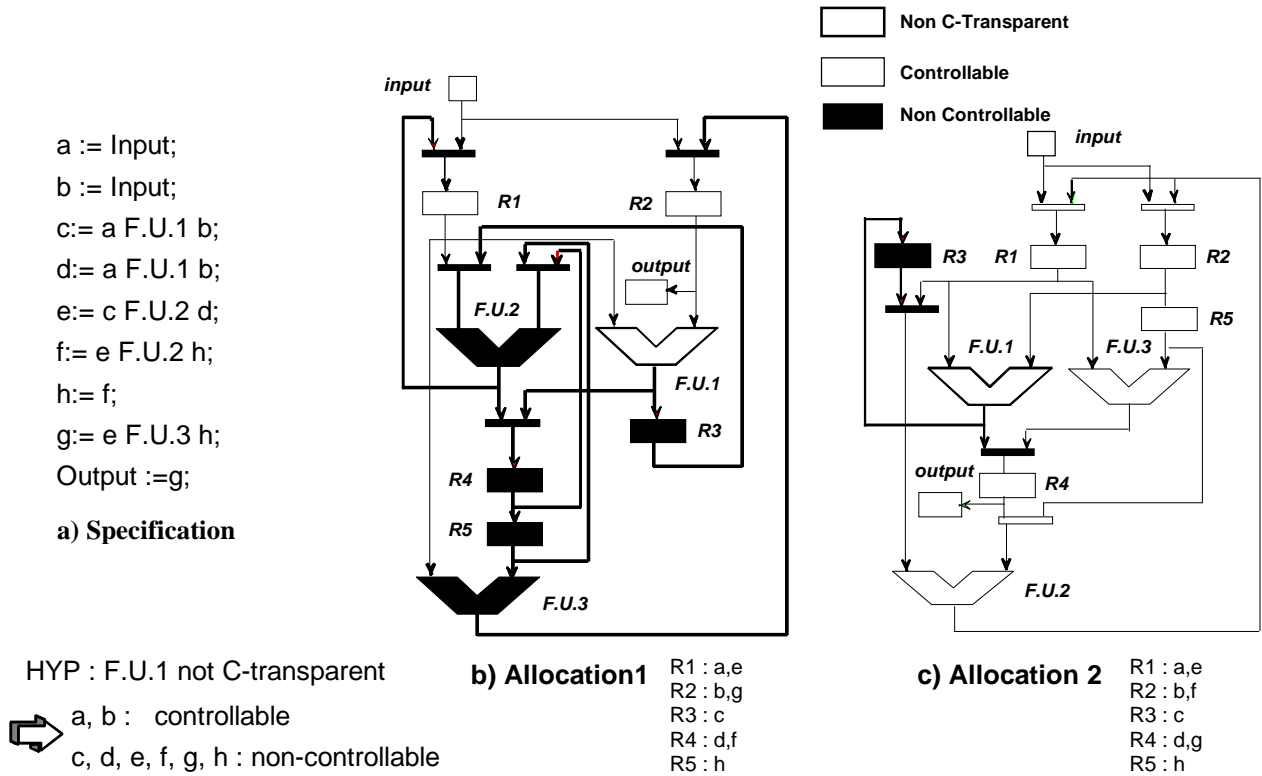 Non C-Transparent
Controllable
Non Controllable
a := Input;
b := Input;
c:= a F.U.1 b;
d:= a F.U.1 b;
e:= c F.U.2 d;
f:= e F.U.2 h;
h:= f;
g:= e F.U.3 h;
Output :=g;
a) Specification
HYP : F.U.1 not C-transparent
a, b : controllable
c, d, e, f, g, h : non-controllable
input
R1
R2
output
F.U.2
F.U.1
R3
R4
R5
F.U.3
b) Allocation1
R1 : a,e
R2 : b,g
R3 : c
R4 : d,f
R5 : h
input
R3
R1
R2
R5
F.U.1
F.U.3
output
R4
F.U.2
c) Allocation 2
R1 : a,e
R2 : b,f
R3 : c
R4 : d,g
R5 : h